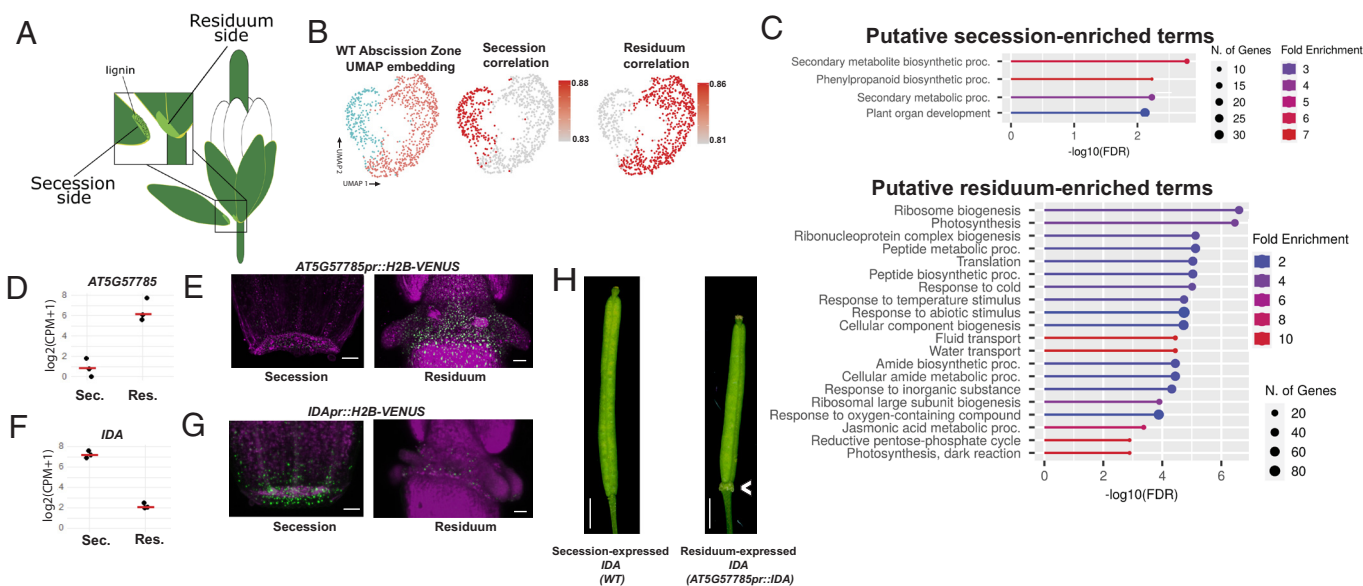 A
Residuum
side
lignin
Secession
side
B
WT Abscission Zone
UMAP embedding
UMAP 2
UMAP 1
Secession
correlation
0.88
0.83
Residuum
correlation
0.86
0.81
C
Putative secession-enriched terms
Secondary metabolite biosynthetic proc.
Phenylpropanoid biosynthetic proc.
Secondary metabolic proc.
Plant organ development
0 1 2
-log10(FDR)
N. of Genes
10
15
20
25
30
Fold Enrichment
3
4
5
6
7
Putative residuum-enriched terms
Ribosome biogenesis
Photosynthesis
Ribonucleoprotein complex biogenesis
Peptide metabolic proc.
Translation
Peptide biosynthetic proc.
Response to cold
Response to temperature stimulus
Response to abiotic stimulus
Cellular component biogenesis
Fluid transport
Water transport
Amide biosynthetic proc.
Cellular amide metabolic proc.
Response to inorganic substance
Ribosomal large subunit biogenesis
Response to oxygen-containing compound
Jasmonic acid metabolic proc.
Reductive pentose-phosphate cycle
Photosynthesis, dark reaction
0 2 4 6
-log10(FDR)
Fold Enrichment
2
4
6
8
10
N. of Genes
20
40
60
80
D
AT5G57785
log2(CPM+1)
8
6
4
2
0
Sec. Res.
E
AT5G57785pr::H2B-VENUS
Secession Residuum
F
IDA
log2(CPM+1)
8
6
4
2
0
Sec. Res.
G
IDApr::H2B-VENUS
Secession Residuum
H
Secession-expressed
IDA
(WT)
Residuum-expressed
IDA
(AT5G57785pr::IDA)